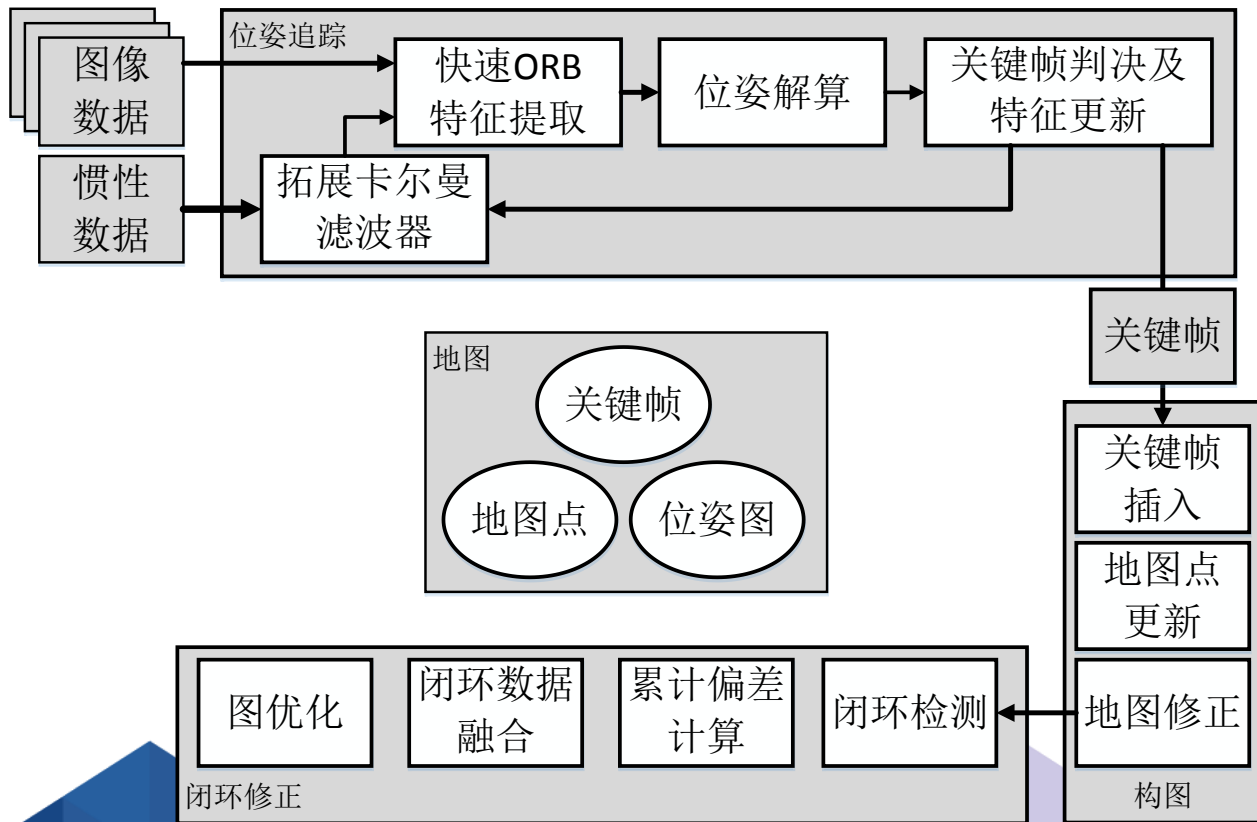 位姿追踪
图像
数据
快速ORB
特征提取
位姿解算
关键帧判决及
特征更新
惯性
数据
拓展卡尔曼
滤波器
关键帧
地图
关键帧
地图点
位姿图
关键帧
插入
地图点
更新
地图修正
构图
图优化
闭环数据
融合
累计偏差
计算
闭环检测
闭环修正